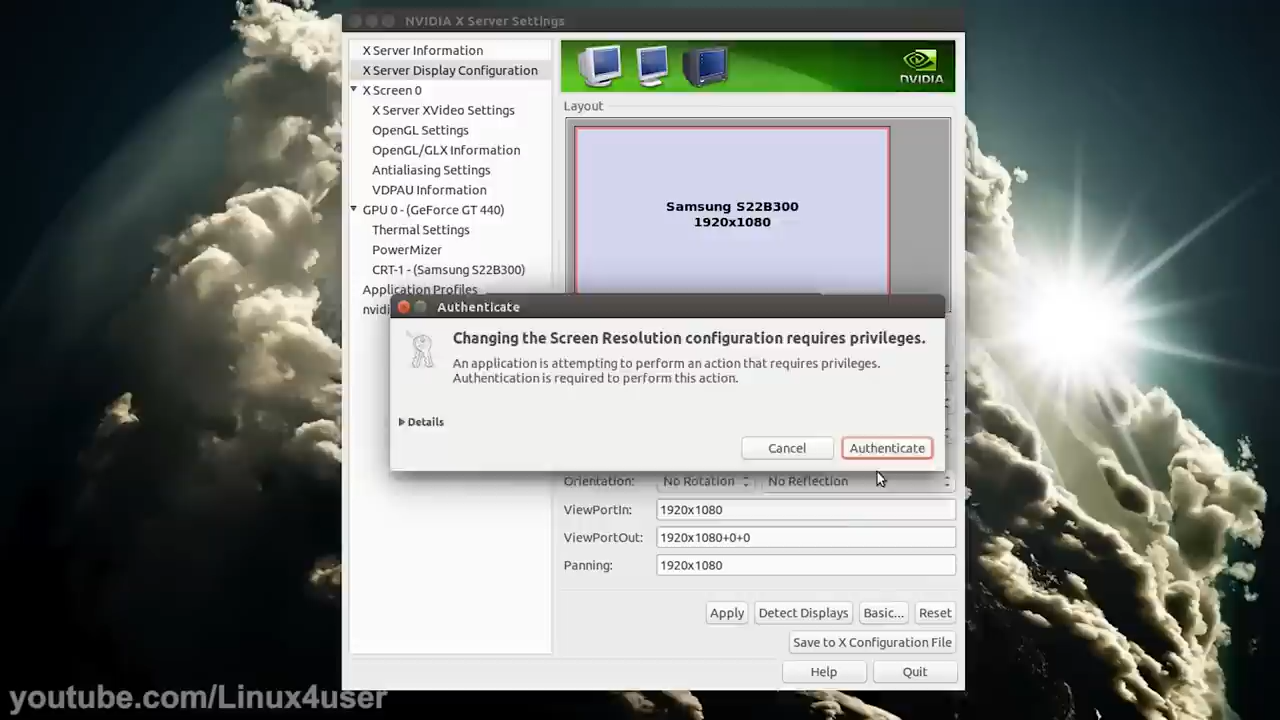 NVIDIA X Server Settings
X Server Information
X Server Display Configuration
X Screen 0
X Server XVideo Settings
OpenGL Settings
OpenGL/GLX Information
Antialiasing Settings
VDPAU Information
GPU 0 - (GeForce GT 440)
Thermal Settings
PowerMizer
CRT-1 - (Samsung S22B300)
Application Profiles
nvidi
NVIDIA
Layout
Samsung S22B300
1920x1080
Authenticate
Changing the Screen Resolution configuration requires privileges.
An application is attempting to perform an action that requires privileges.
Authentication is required to perform this action.
Details
Cancel Authenticate
Orientation: No Rotation No Reflection
ViewPortIn: 1920x1080
ViewPortOut: 1920x1080+0+0
Panning: 1920x1080
Apply Detect Displays Basic... Reset
Save to X Configuration File
Help Quit
youtube.com/Linux4user